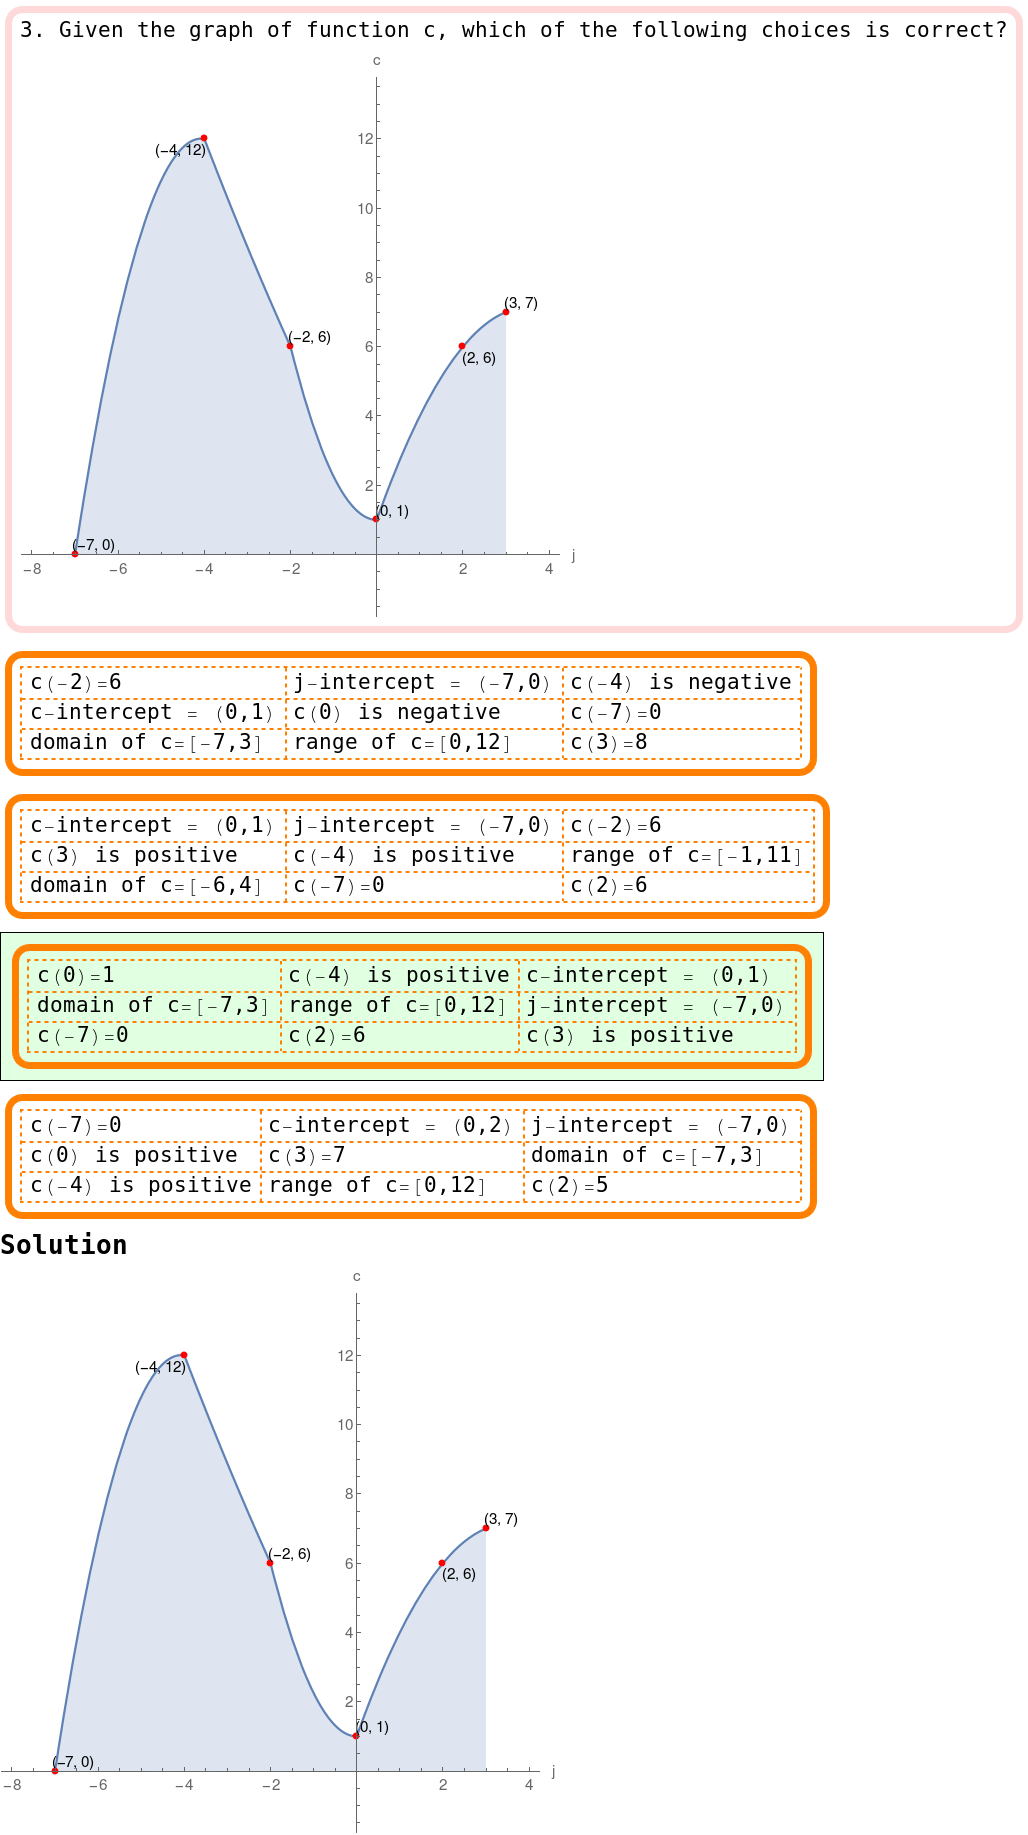 3. Given the graph of function c, which of the following choices is correct?
c
(−4, 12)
12
10
8
(3, 7)
(−2, 6)
6
(2, 6)
4
2
(0, 1)
(−7, 0)
j
−8 −6 −4 −2 2 4
c(-2)=6 j-intercept = (-7,0) c(-4) is negative
c-intercept = (0,1) c(0) is negative c(-7)=0
domain of c=[-7,3] range of c=[0,12] c(3)=8
c-intercept = (0,1) j-intercept = (-7,0) c(-2)=6
c(3) is positive c(-4) is positive range of c=[-1,11]
domain of c=[-6,4] c(-7)=0 c(2)=6
c(0)=1 c(-4) is positive c-intercept = (0,1)
domain of c=[-7,3] range of c=[0,12] j-intercept = (-7,0)
c(-7)=0 c(2)=6 c(3) is positive
c(-7)=0 c-intercept = (0,2) j-intercept = (-7,0)
c(0) is positive c(3)=7 domain of c=[-7,3]
c(-4) is positive range of c=[0,12] c(2)=5
Solution
c
12
(−4, 12)
10
8
(3, 7)
(−2, 6)
6
(2, 6)
4
2
(0, 1)
(−7, 0)
j
−8 −6 −4 −2 2 4